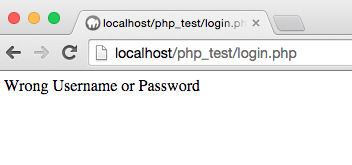 localhost/php_test/login.ph
localhost/php_test/login.php
Wrong Username or Password